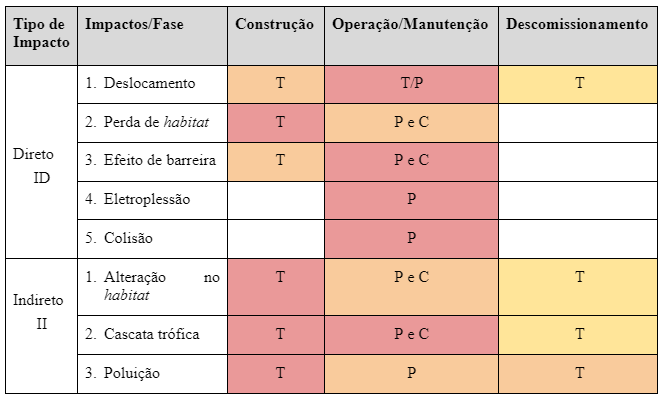 Tipo de Impacto Impactos/Fase Construção Operação/Manutenção Descomissionamento
Direto ID
1. Deslocamento T T/P T
2. Perda de habitat T P e C
3. Efeito de barreira T P e C
4. Eletroplessão P
5. Colisão P
Indireto II
1. Alteração no habitat T P e C T
2. Cascata trófica T P e C T
3. Poluição T P T